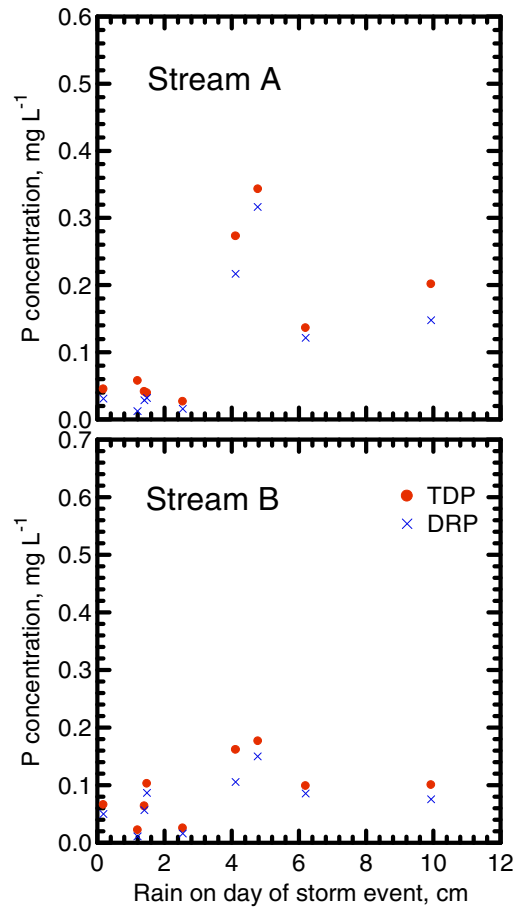 0.6
Stream A
0.5
0.4
0.3
0.2
0.1
0.0
P concentration, mg L⁻¹
0.7
Stream B
TDP
DRP
0.6
0.5
0.4
0.3
0.2
0.1
0.0
P concentration, mg L⁻¹
0 2 4 6 8 10 12
Rain on day of storm event, cm